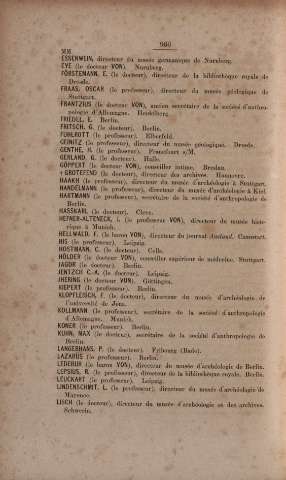 960
MM.
ESSENWEIN, directeur du musée germanique de Nuremberg.
EYE (le docteur VON). Nuremberg.
FÖRSTEMANN, E. (le docteur), directeur de la bibliothèque royale de
Dresde.
FRAAS, OSCAR (le professeur), directeur du musée géologique de
Stuttgart.
FRANTZIUS (le docteur VON), ancien secrétaire de la société d'anthro-
pologie d'Allemagne. Heidelberg.
FRIEDEL, E. Berlin.
FRITSCH, G. (le docteur). Berlin.
FUHLROTT (le professeur). Elberfeld.
GEINITZ (le professeur), directeur du musée géologique. Dresde.
GENTHE, H. (le professeur). Francfort s/M.
GERLAND, G. (le docteur). Halle.
GÖPPERT (le docteur VON), conseiller intime. Breslau.
† GROTEFEND (le docteur), directeur des archives. Hanovre.
HAAKH (le professeur), directeur du musée d'archéologie à Stuttgart.
HANDELMANN (le professeur), directeur du musée d'archéologie à Kiel
HARTMANN (le professeur), secrétaire de la société d'anthropologie de
Berlin.
HASSKARL (le docteur). Clève.
HEFNER-ALTENECK, J. (le professeur VON), directeur du musée histo-
rique à Munich.
HELLWALD, F. (le baron VON), directeur du journal Ausland. Cannstatt.
HIS (le professeur). Leipzig.
HOSTMANN, C. (le docteur). Celle.
HÖLDER (le docteur VON), conseiller supérieur de médecine. Stuttgart.
JAGOR (le docteur). Berlin.
JENTZSCH C.-A. (le docteur). Leipzig.
IHERING (le docteur VON). Göttingen.
KIEPERT (le professeur). Berlin.
KLOPFLEISCH, F. (le docteur), directeur du musée d'archéologie de
l'université de Jena.
KOLLMANN (le professeur), secrétaire de la société d'anthropologie
d'Allemagne. Munich.
KONER (le professeur). Berlin.
KUHN, MAX (le docteur), secrétaire de la société d'anthropologie de
Berlin.
LANGERHANS, P. (le docteur). Fribourg (Bade).
LAZARUS (le professeur). Berlin.
LEDEBUR (le baron VON), directeur du musée d'archéologie de Berlin.
LEPSIUS, R. (le professeur), directeur de la bibliothèque royale. Berlin.
LEUCKART (le professeur). Leipzig.
LINDENSCHMIT, L. (le professeur), directeur du musée d'archéologie de
Mayence.
LISCH (le docteur), directeur du musée d'archéologie et des archives.
Schwerin.